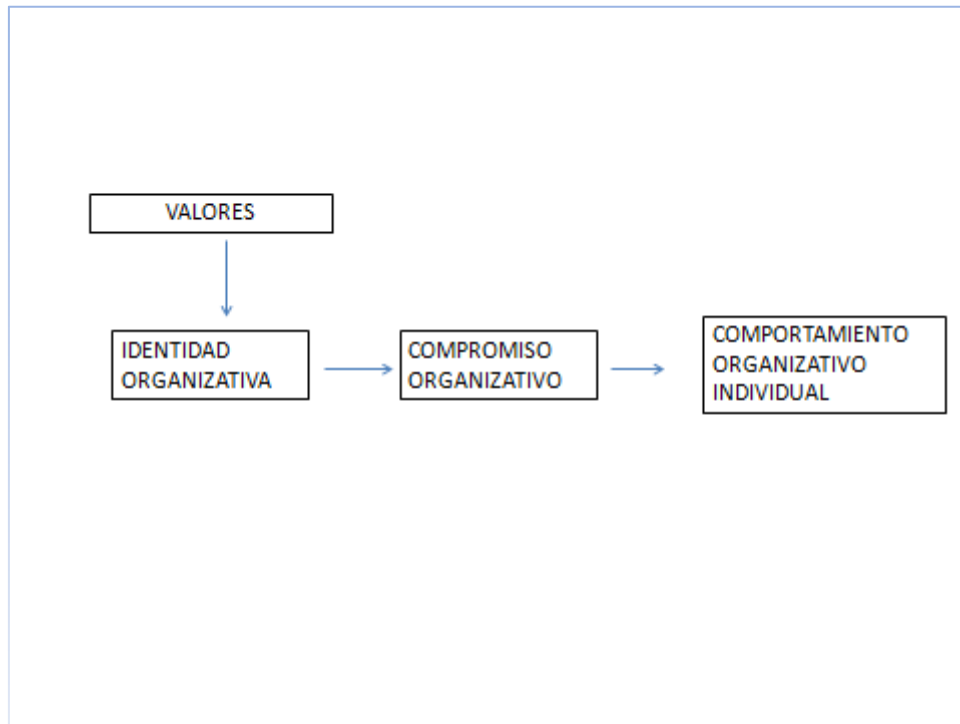 VALORES
IDENTIDAD
ORGANIZATIVA
COMPROMISO
ORGANIZATIVO
COMPORTAMIENTO
ORGANIZATIVO
INDIVIDUAL